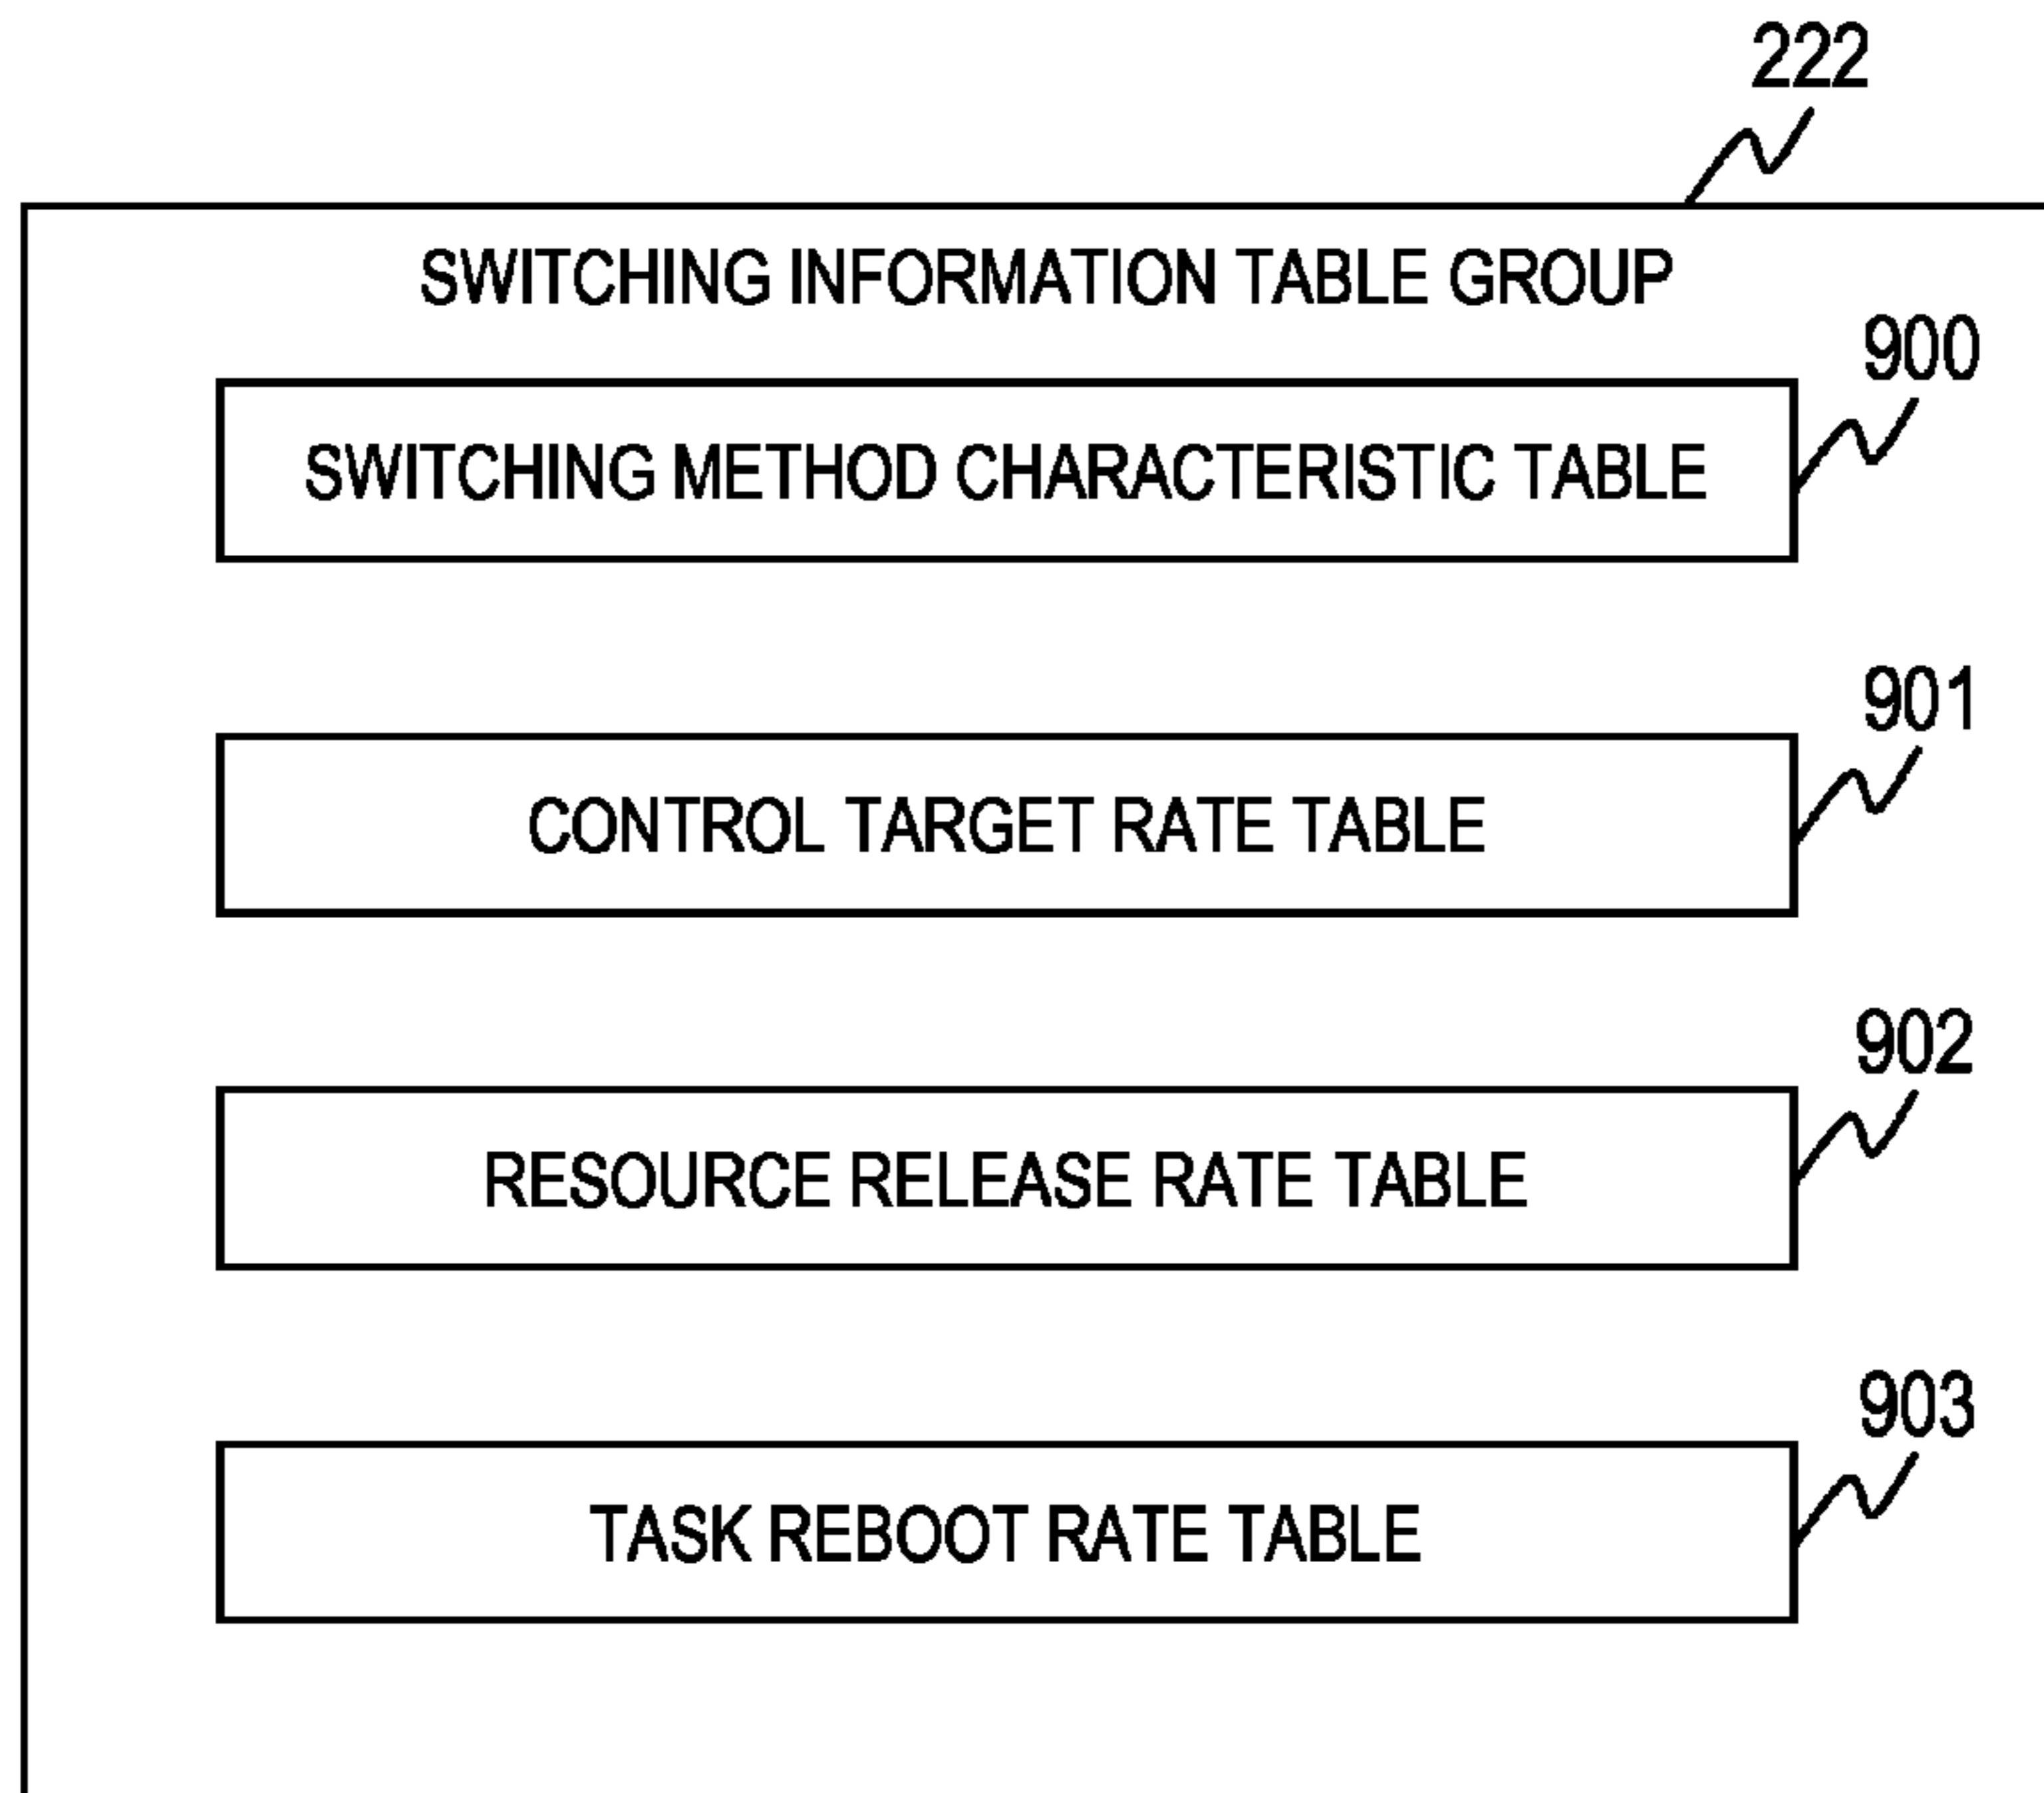 222
SWITCHING INFORMATION TABLE GROUP
900
SWITCHING METHOD CHARACTERISTIC TABLE
901
CONTROL TARGET RATE TABLE
902
RESOURCE RELEASE RATE TABLE
903
TASK REBOOT RATE TABLE